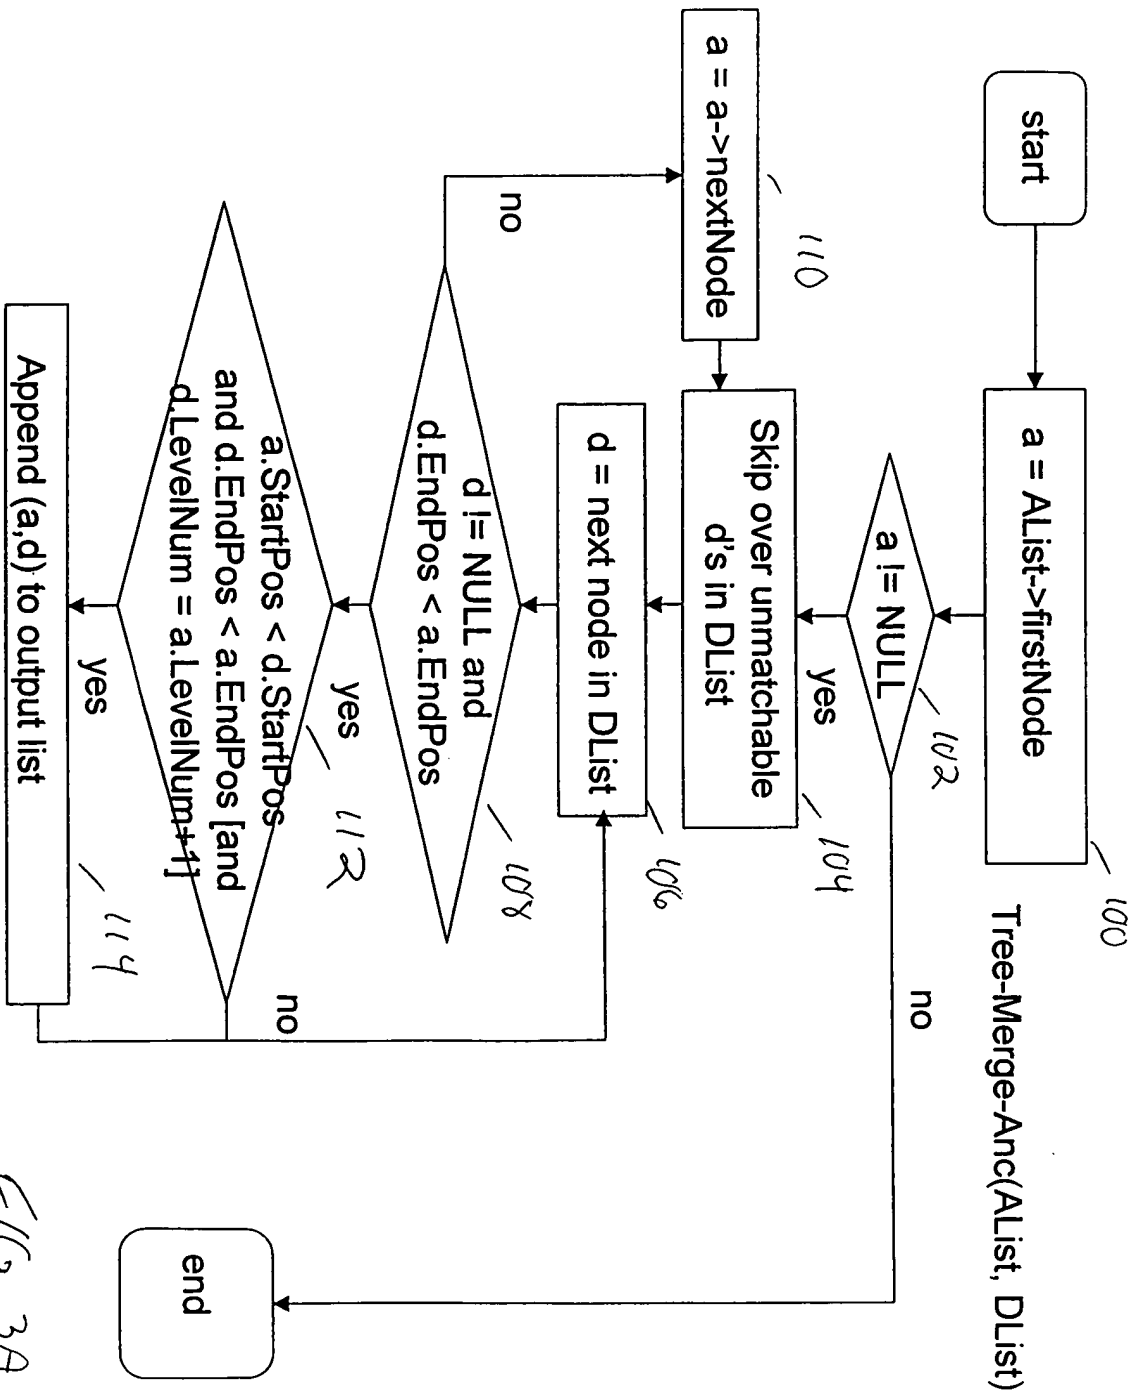 Tree-Merge-Anc(AList, DList)
start
a = AList->firstNode
100
a != NULL
102
no
yes
a = a->nextNode
110
Skip over unmatchable
d's in DList
104
d = next node in DList
106
d != NULL and
d.EndPos < a.EndPos
108
no
yes
a.StartPos < d.StartPos
and d.EndPos < a.EndPos [and
d.LevelNum = a.LevelNum+1]
112
no
yes
Append (a,d) to output list
114
end
FIG. 3A